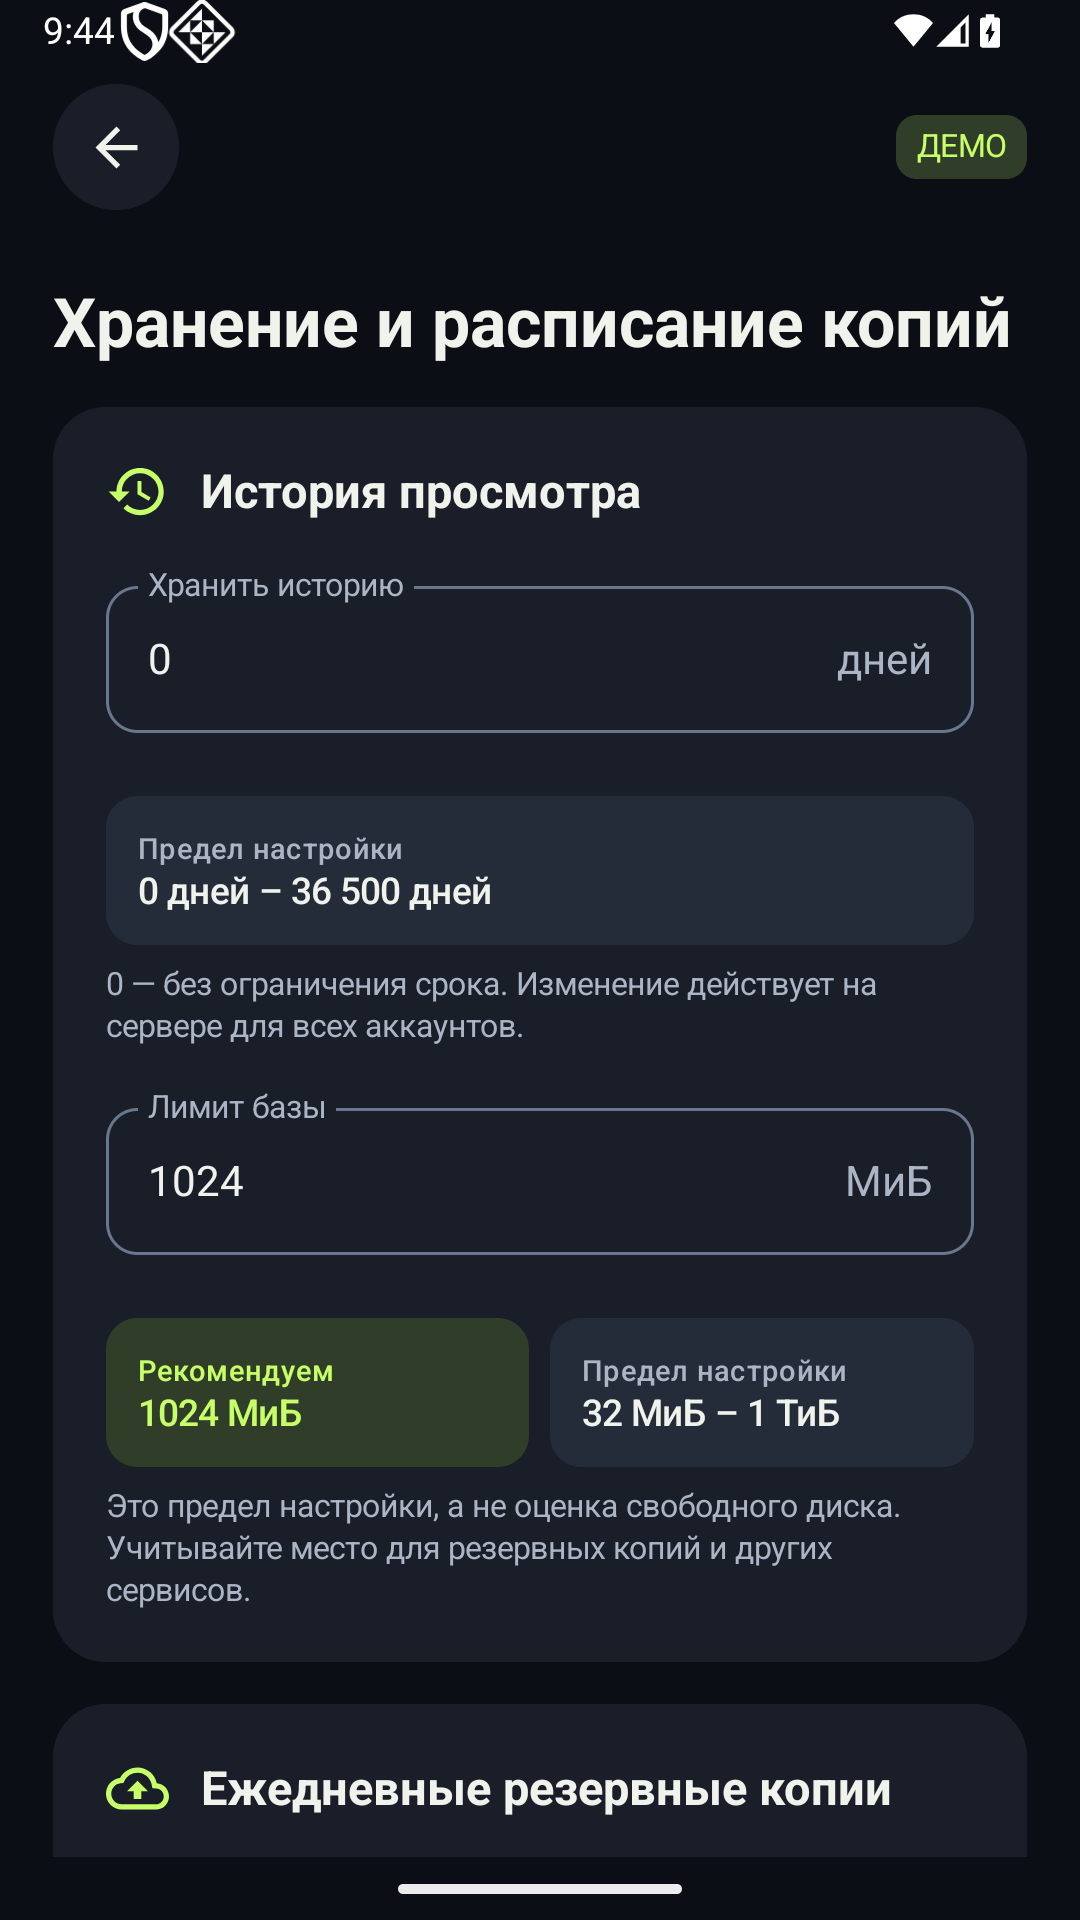 9:44
ДЕМО
Хранение и расписание копий
История просмотра
Хранить историю
0 дней
Предел настройки
0 дней – 36 500 дней
0 — без ограничения срока. Изменение действует на
сервере для всех аккаунтов.
Лимит базы
1024 МиБ
Рекомендуем
1024 МиБ
Предел настройки
32 МиБ – 1 ТиБ
Это предел настройки, а не оценка свободного диска.
Учитывайте место для резервных копий и других
сервисов.
Ежедневные резервные копии